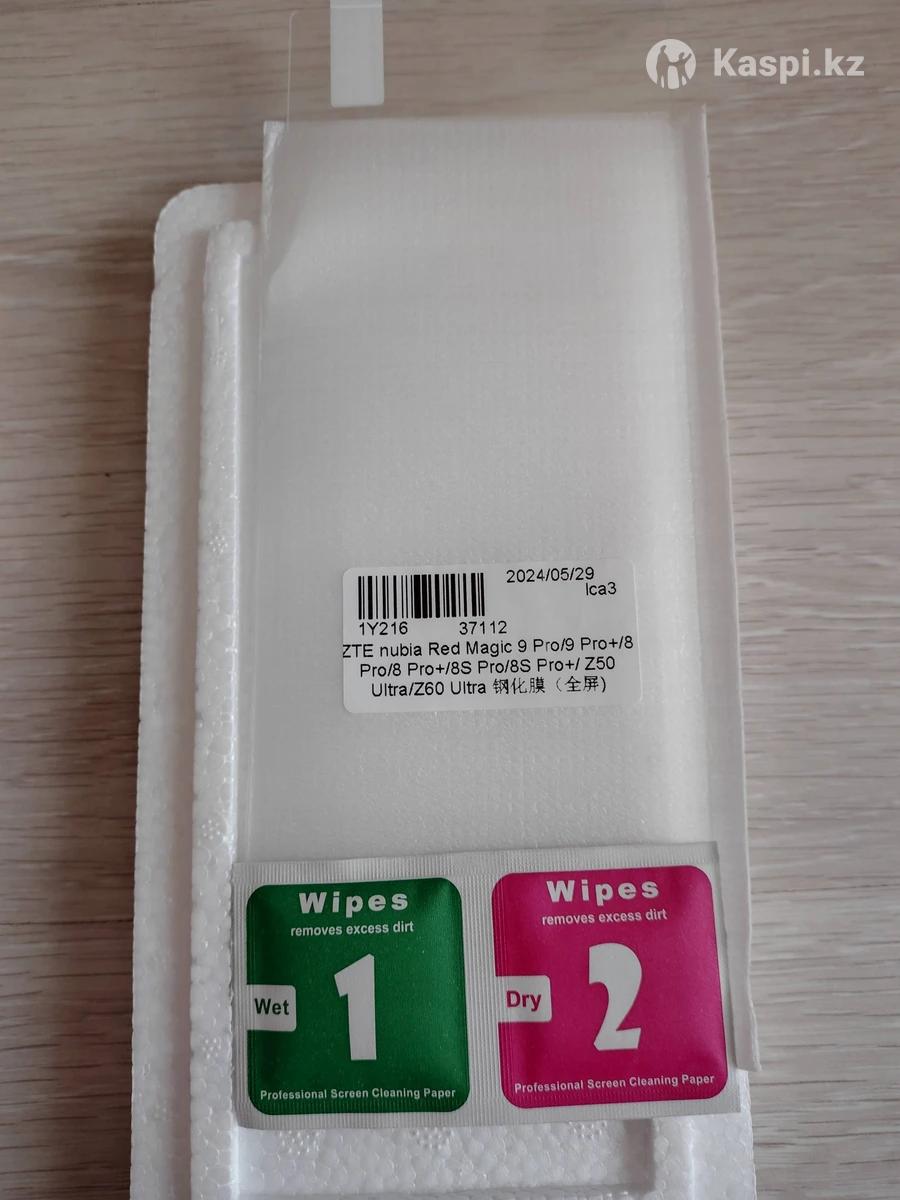 Kaspi.kz
2024/05/29
lca3
1Y216 37112
ZTE nubia Red Magic 9 Pro/9 Pro+/8
Pro/8 Pro+/8S Pro/8S Pro+/ Z50
Ultra/Z60 Ultra 钢化膜（全屏)
Wipes
removes excess dirt
1
Wet
Professional Screen Cleaning Paper
Wipes
removes excess dirt
2
Dry
Professional Screen Cleaning Paper